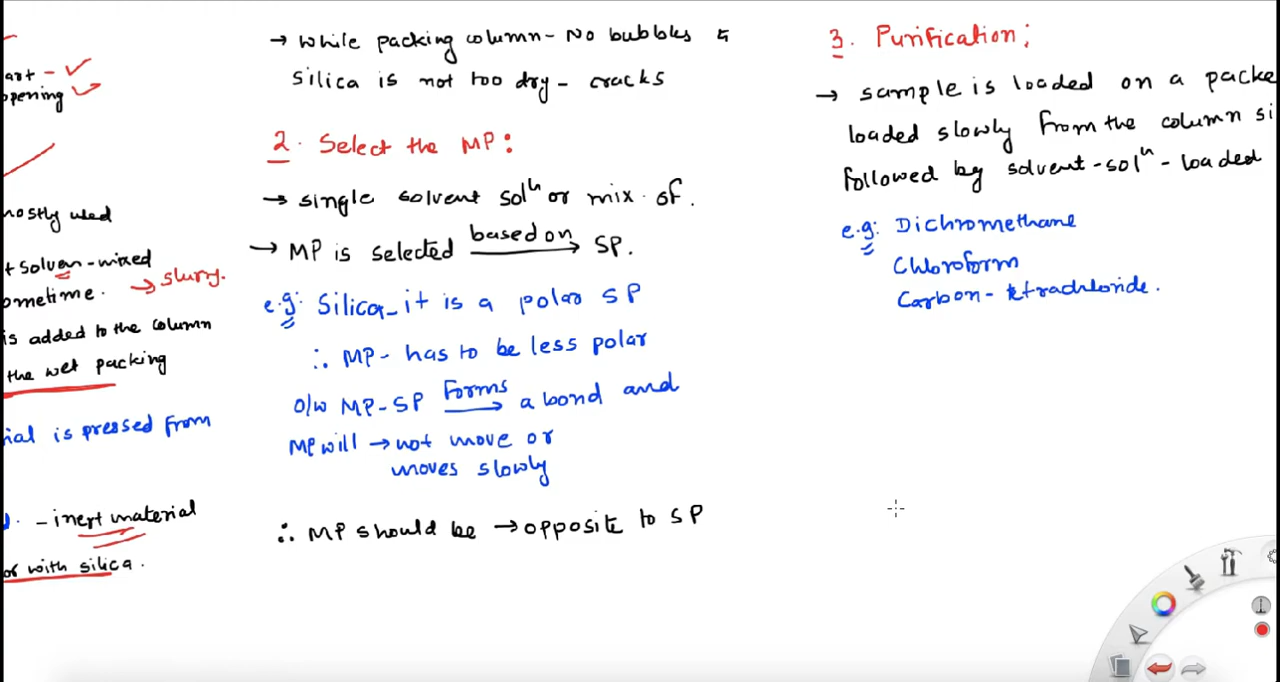 art -
opening
mostly used
t solven - mixed
→ slurry.
ometime.
is added to the column
the wet packing
ial is pressed from
- inert material
or with silica.
→ While packing column - No bubbles &
silica is not too dry - cracks
2. Select the MP:
→ single solvent solⁿ or mix. of.
→ MP is selected based on → SP.
e.g: Silica - it is a polar SP
∴ MP - has to be less polar
o/w MP-SP Forms → a bond and
MP will → not move or
moves slowly
∴ MP should be → opposite to SP
3. Purification;
→ sample is loaded on a packe
loaded slowly from the column si
followed by solvent-solⁿ - loaded
e.g: Dichromethane
Chloroform
Carbon - tetrachloride.